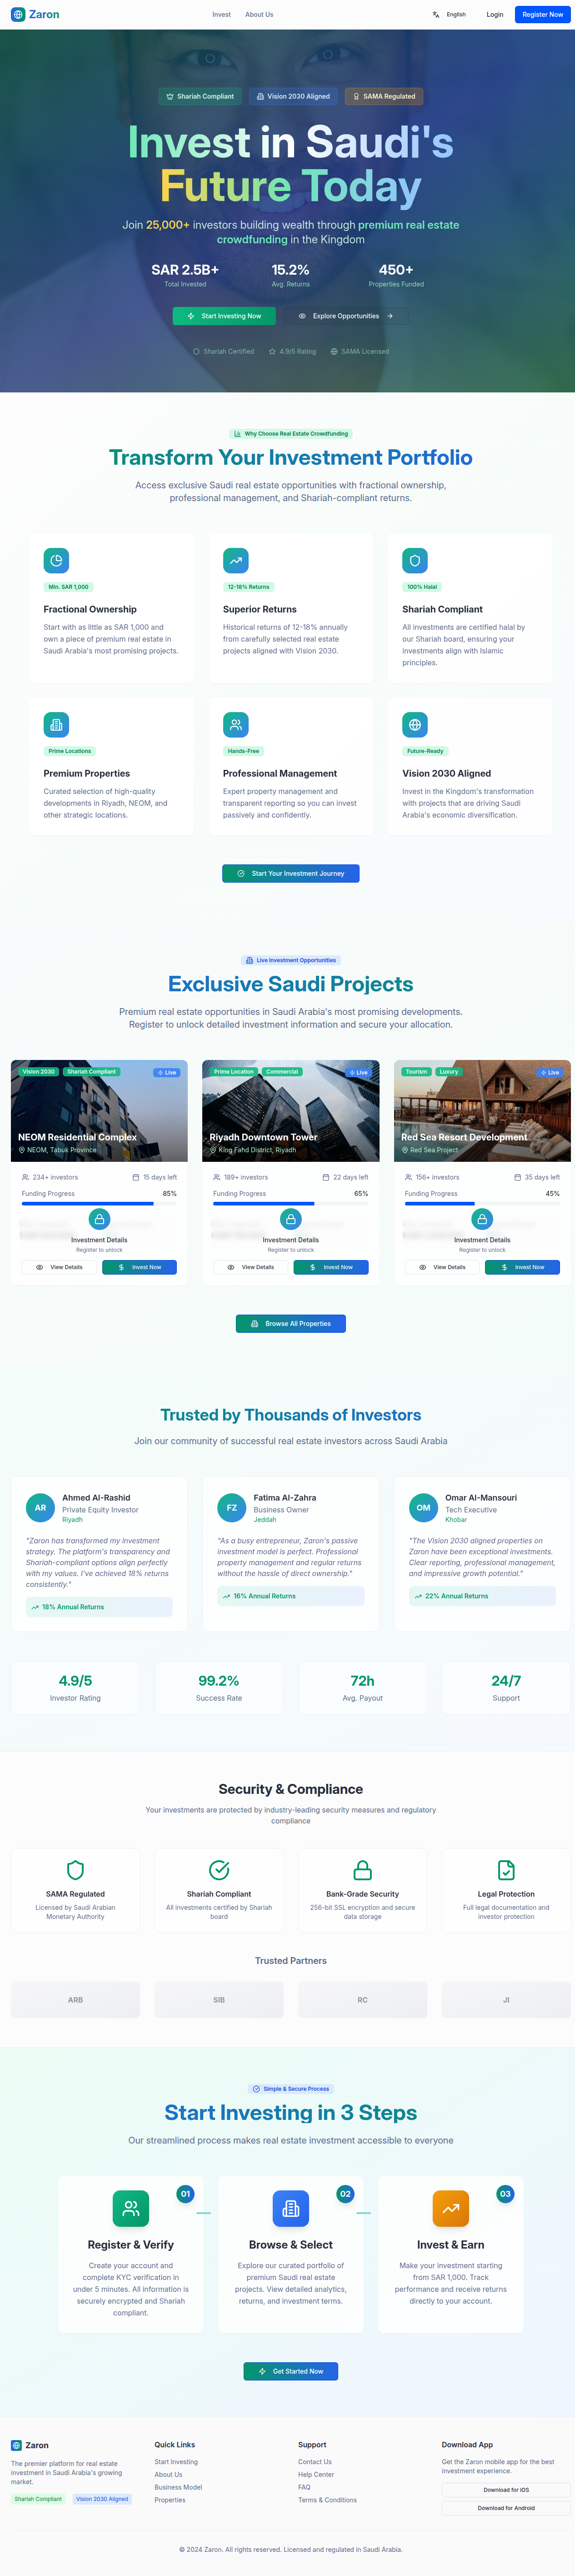 Zaron
Invest
About Us
English
Login
Register Now
Shariah Compliant
Vision 2030 Aligned
SAMA Regulated
Invest in Saudi's
Future Today
Join 25,000+ investors building wealth through premium real estate
crowdfunding in the Kingdom
SAR 2.5B+
Total Invested
15.2%
Avg. Returns
450+
Properties Funded
Start Investing Now
Explore Opportunities
Shariah Certified
4.9/5 Rating
SAMA Licensed
Why Choose Real Estate Crowdfunding
Transform Your Investment Portfolio
Access exclusive Saudi real estate opportunities with fractional ownership,
professional management, and Shariah-compliant returns.
Min. SAR 1,000
Fractional Ownership
Start with as little as SAR 1,000 and
own a piece of premium real estate in
Saudi Arabia's most promising projects.
12-18% Returns
Superior Returns
Historical returns of 12-18% annually
from carefully selected real estate
projects aligned with Vision 2030.
100% Halal
Shariah Compliant
All investments are certified halal by
our Shariah board, ensuring your
investments align with Islamic
principles.
Prime Locations
Premium Properties
Curated selection of high-quality
developments in Riyadh, NEOM, and
other strategic locations.
Hands-Free
Professional Management
Expert property management and
transparent reporting so you can invest
passively and confidently.
Future-Ready
Vision 2030 Aligned
Invest in the Kingdom's transformation
with projects that are driving Saudi
Arabia's economic diversification.
Start Your Investment Journey
Live Investment Opportunities
Exclusive Saudi Projects
Premium real estate opportunities in Saudi Arabia's most promising developments.
Register to unlock detailed investment information and secure your allocation.
Vision 2030
Shariah Compliant
Live
NEOM Residential Complex
NEOM, Tabuk Province
234+ investors
15 days left
Funding Progress
85%
Investment Details
Register to unlock
View Details
Invest Now
Prime Location
Commercial
Live
Riyadh Downtown Tower
King Fahd District, Riyadh
189+ investors
22 days left
Funding Progress
65%
Investment Details
Register to unlock
View Details
Invest Now
Tourism
Luxury
Live
Red Sea Resort Development
Red Sea Project
156+ investors
35 days left
Funding Progress
45%
Investment Details
Register to unlock
View Details
Invest Now
Browse All Properties
Trusted by Thousands of Investors
Join our community of successful real estate investors across Saudi Arabia
AR
Ahmed Al-Rashid
Private Equity Investor
Riyadh
"Zaron has transformed my investment
strategy. The platform's transparency and
Shariah-compliant options align perfectly
with my values. I've achieved 18% returns
consistently."
18% Annual Returns
FZ
Fatima Al-Zahra
Business Owner
Jeddah
"As a busy entrepreneur, Zaron's passive
investment model is perfect. Professional
property management and regular returns
without the hassle of direct ownership."
16% Annual Returns
OM
Omar Al-Mansouri
Tech Executive
Khobar
"The Vision 2030 aligned properties on
Zaron have been exceptional investments.
Clear reporting, professional management,
and impressive growth potential."
22% Annual Returns
4.9/5
Investor Rating
99.2%
Success Rate
72h
Avg. Payout
24/7
Support
Security & Compliance
Your investments are protected by industry-leading security measures and regulatory
compliance
SAMA Regulated
Licensed by Saudi Arabian
Monetary Authority
Shariah Compliant
All investments certified by Shariah
board
Bank-Grade Security
256-bit SSL encryption and secure
data storage
Legal Protection
Full legal documentation and
investor protection
Trusted Partners
ARB
SIB
RC
JI
Simple & Secure Process
Start Investing in 3 Steps
Our streamlined process makes real estate investment accessible to everyone
01
Register & Verify
Create your account and
complete KYC verification in
under 5 minutes. All information is
securely encrypted and Shariah
compliant.
02
Browse & Select
Explore our curated portfolio of
premium Saudi real estate
projects. View detailed analytics,
returns, and investment terms.
03
Invest & Earn
Make your investment starting
from SAR 1,000. Track
performance and receive returns
directly to your account.
Get Started Now
Zaron
The premier platform for real estate
investment in Saudi Arabia's growing
market.
Shariah Compliant
Vision 2030 Aligned
Quick Links
Start Investing
About Us
Business Model
Properties
Support
Contact Us
Help Center
FAQ
Terms & Conditions
Download App
Get the Zaron mobile app for the best
investment experience.
Download for iOS
Download for Android
© 2024 Zaron. All rights reserved. Licensed and regulated in Saudi Arabia.